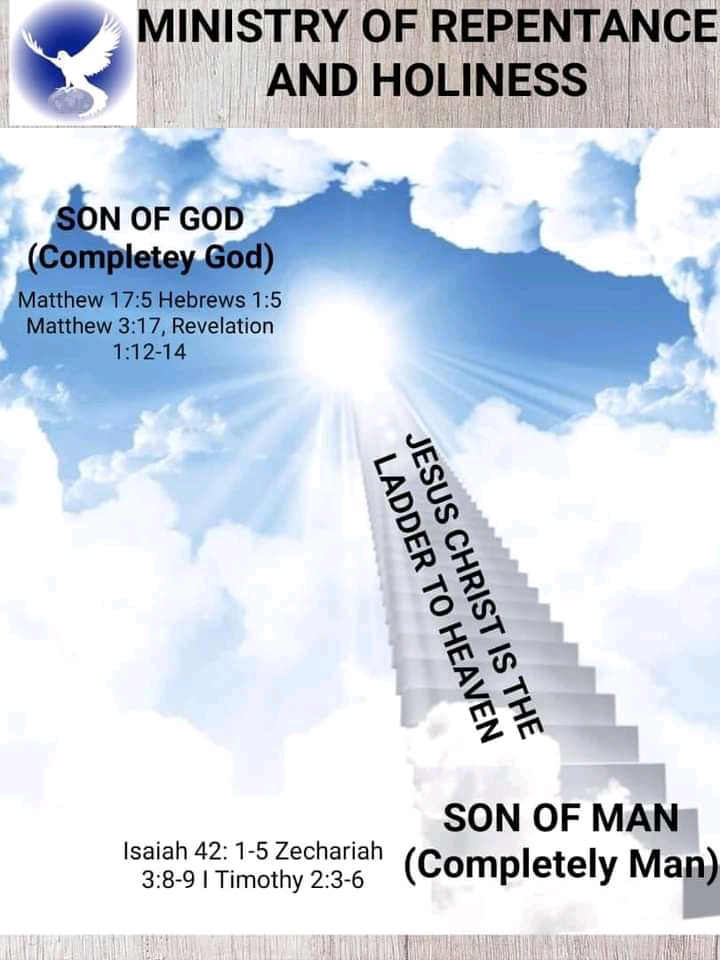 MINISTRY OF REPENTANCE
AND HOLINESS
SON OF GOD
(Completey God)
Matthew 17:5 Hebrews 1:5
Matthew 3:17, Revelation
1:12-14
JESUS CHRIST IS THE
LADDER TO HEAVEN
SON OF MAN
(Completely Man)
Isaiah 42: 1-5 Zechariah
3:8-9 I Timothy 2:3-6